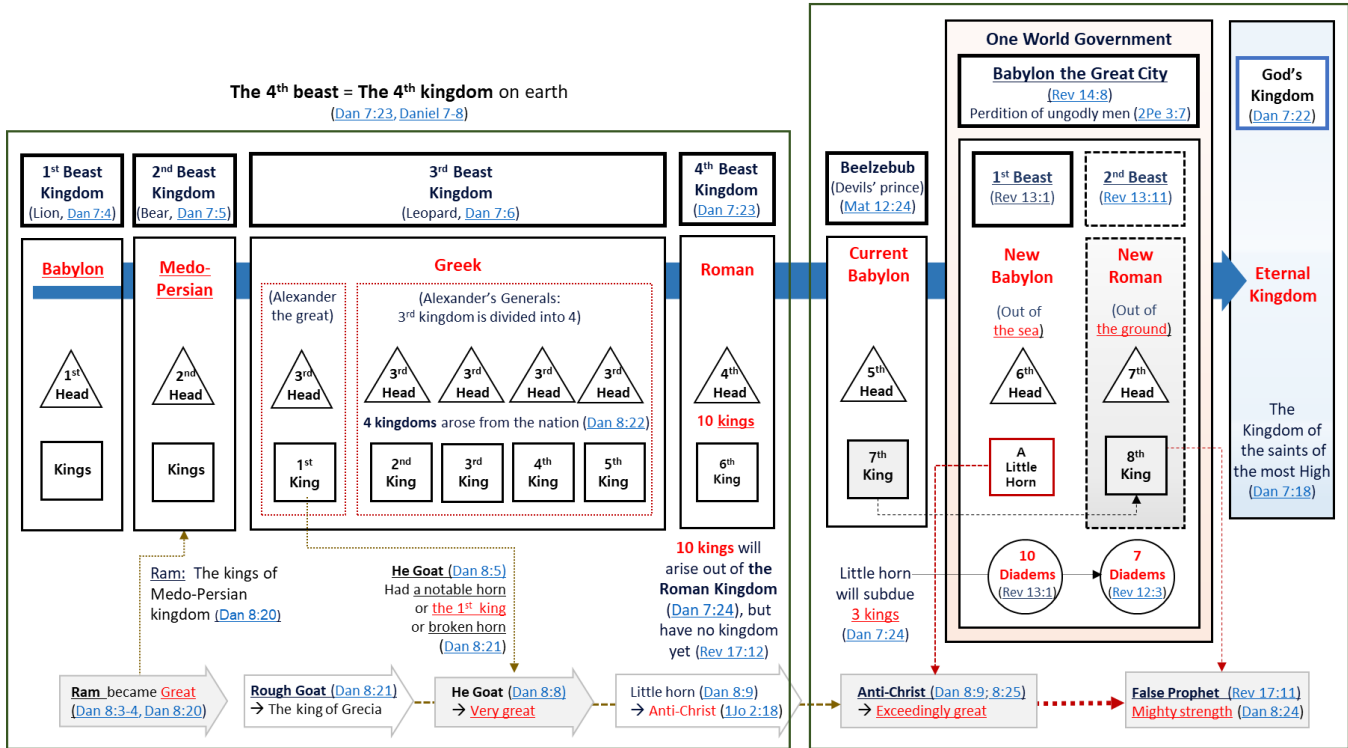 The 4th beast = The 4th kingdom on earth
(Dan 7:23, Daniel 7-8)
1st Beast
Kingdom
(Lion, Dan 7:4)
2nd Beast
Kingdom
(Bear, Dan 7:5)
3rd Beast
Kingdom
(Leopard, Dan 7:6)
4th Beast
Kingdom
(Dan 7:23)
Babylon
Medo-
Persian
Greek
Roman
(Alexander
the great)
(Alexander's Generals:
3rd kingdom is divided into 4)
1st
Head
2nd
Head
3rd
Head
3rd
Head
3rd
Head
3rd
Head
3rd
Head
4th
Head
4 kingdoms arose from the nation (Dan 8:22)
10 kings
Kings
Kings
1st
King
2nd
King
3rd
King
4th
King
5th
King
6th
King
Ram: The kings of
Medo-Persian
kingdom (Dan 8:20)
He Goat (Dan 8:5)
Had a notable horn
or the 1st king
or broken horn
(Dan 8:21)
10 kings will
arise out of the
Roman Kingdom
(Dan 7:24), but
have no kingdom
yet (Rev 17:12)
Ram became Great
(Dan 8:3-4, Dan 8:20)
Rough Goat (Dan 8:21)
→ The king of Grecia
He Goat (Dan 8:8)
→ Very great
Little horn (Dan 8:9)
→ Anti-Christ (1Jo 2:18)
One World Government
Babylon the Great City
(Rev 14:8)
Perdition of ungodly men (2Pe 3:7)
God's
Kingdom
(Dan 7:22)
Beelzebub
(Devils' prince)
(Mat 12:24)
1st Beast
(Rev 13:1)
2nd Beast
(Rev 13:11)
Current
Babylon
New
Babylon
New
Roman
Eternal
Kingdom
(Out of
the sea)
(Out of
the ground)
5th
Head
6th
Head
7th
Head
7th
King
A
Little
Horn
8th
King
The
Kingdom of
the saints of
the most High
(Dan 7:18)
Little horn
will subdue
3 kings
(Dan 7:24)
10
Diadems
(Rev 13:1)
7
Diadems
(Rev 12:3)
Anti-Christ (Dan 8:9; 8:25)
→ Exceedingly great
False Prophet (Rev 17:11)
Mighty strength (Dan 8:24)